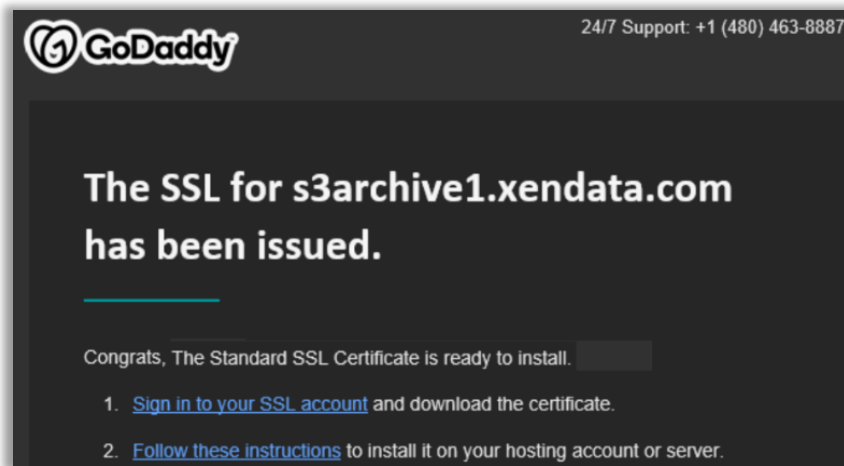 GoDaddy
24/7 Support: +1 (480) 463-8887
The SSL for s3archive1.xendata.com
has been issued.
Congrats, The Standard SSL Certificate is ready to install.
1. Sign in to your SSL account and download the certificate.
2. Follow these instructions to install it on your hosting account or server.